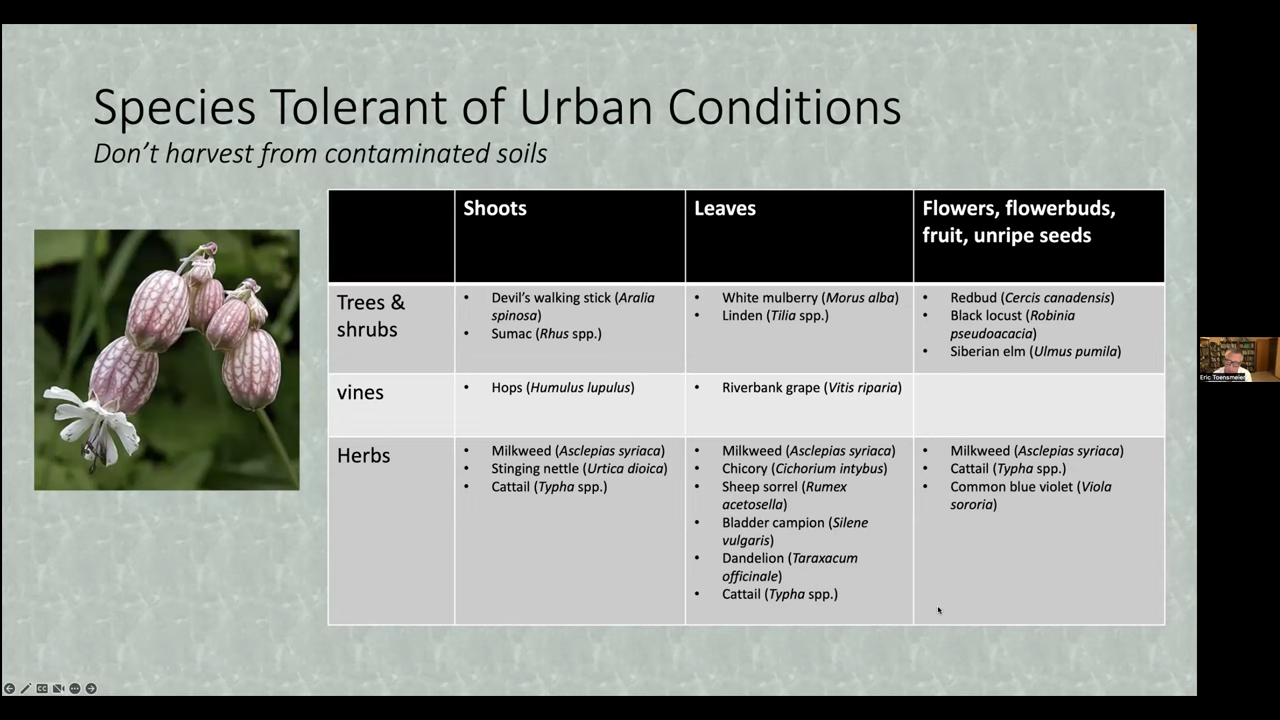 Species Tolerant of Urban Conditions
Don't harvest from contaminated soils
Shoots
Leaves
Flowers, flowerbuds,
fruit, unripe seeds
Trees &
shrubs
• Devil's walking stick (Aralia
spinosa)
• Sumac (Rhus spp.)
• White mulberry (Morus alba)
• Linden (Tilia spp.)
• Redbud (Cercis canadensis)
• Black locust (Robinia
pseudoacacia)
• Siberian elm (Ulmus pumila)
vines
• Hops (Humulus lupulus)
• Riverbank grape (Vitis riparia)
Herbs
• Milkweed (Asclepias syriaca)
• Stinging nettle (Urtica dioica)
• Cattail (Typha spp.)
• Milkweed (Asclepias syriaca)
• Chicory (Cichorium intybus)
• Sheep sorrel (Rumex
acetosella)
• Bladder campion (Silene
vulgaris)
• Dandelion (Taraxacum
officinale)
• Cattail (Typha spp.)
• Milkweed (Asclepias syriaca)
• Cattail (Typha spp.)
• Common blue violet (Viola
sororia)
Eric Toensmeier
CC